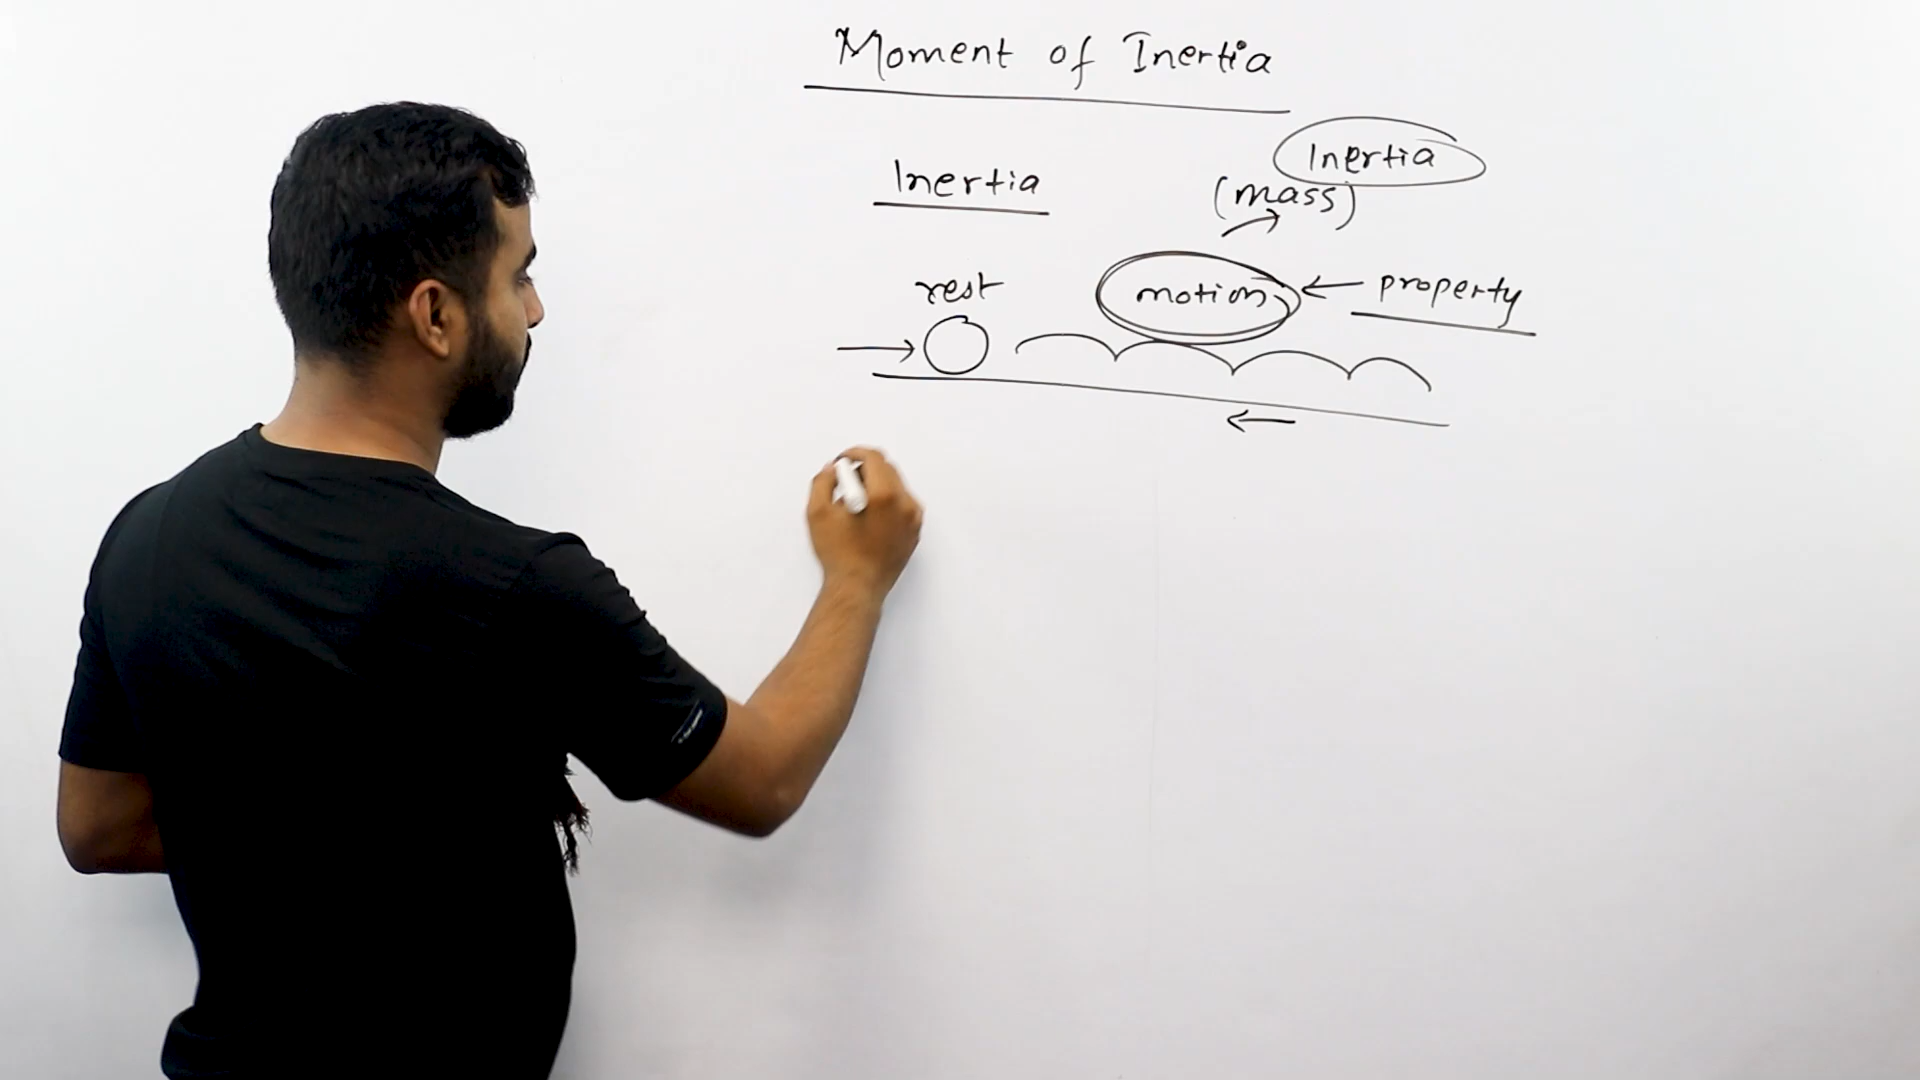 Moment of Inertia
Inertia
Inertia
(mass)
rest
motion
property